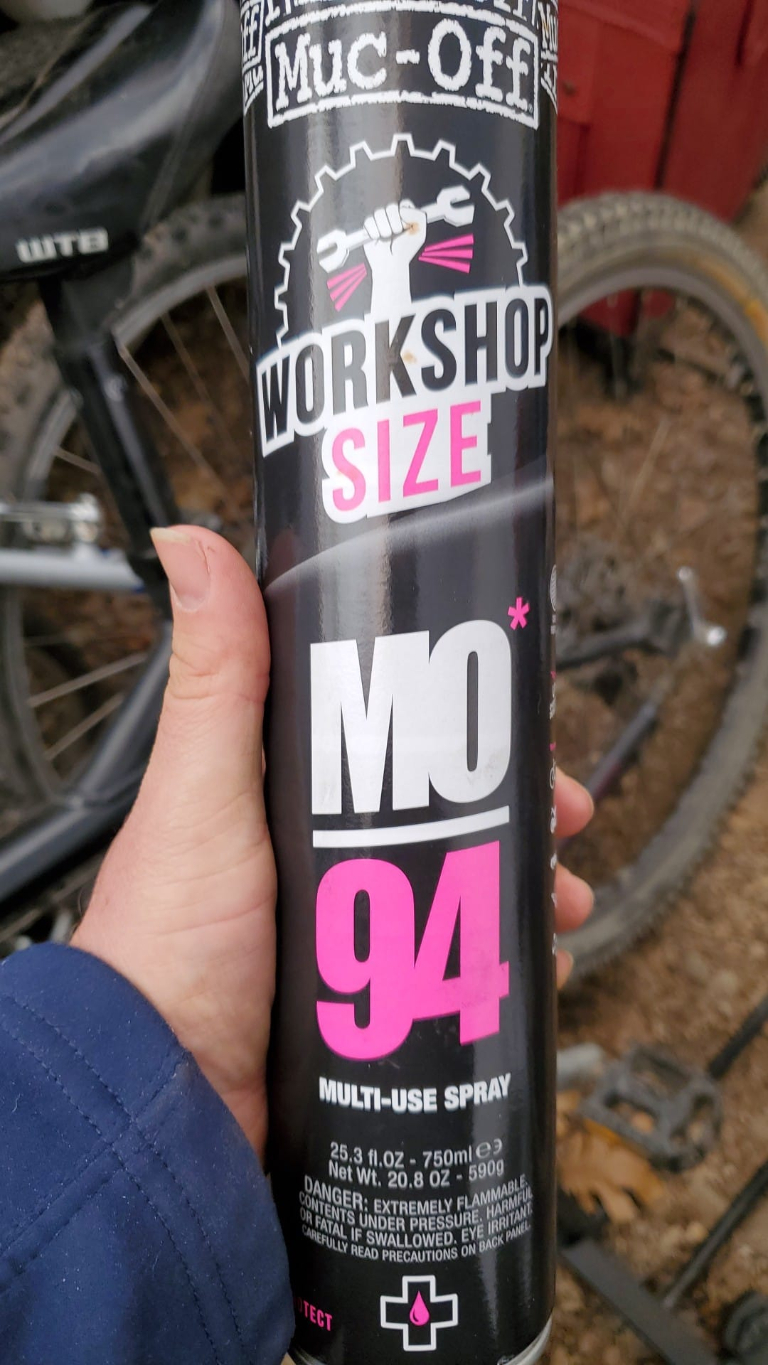 Muc-Off
WTB
WORKSHOP
SIZE
MO*
94
MULTI-USE SPRAY
25.3 fl.OZ - 750ml ℮
Net Wt. 20.8 OZ - 590g
DANGER: EXTREMELY FLAMMABLE.
CONTENTS UNDER PRESSURE. HARMFUL
OR FATAL IF SWALLOWED. EYE IRRITANT.
CAREFULLY READ PRECAUTIONS ON BACK PANEL.